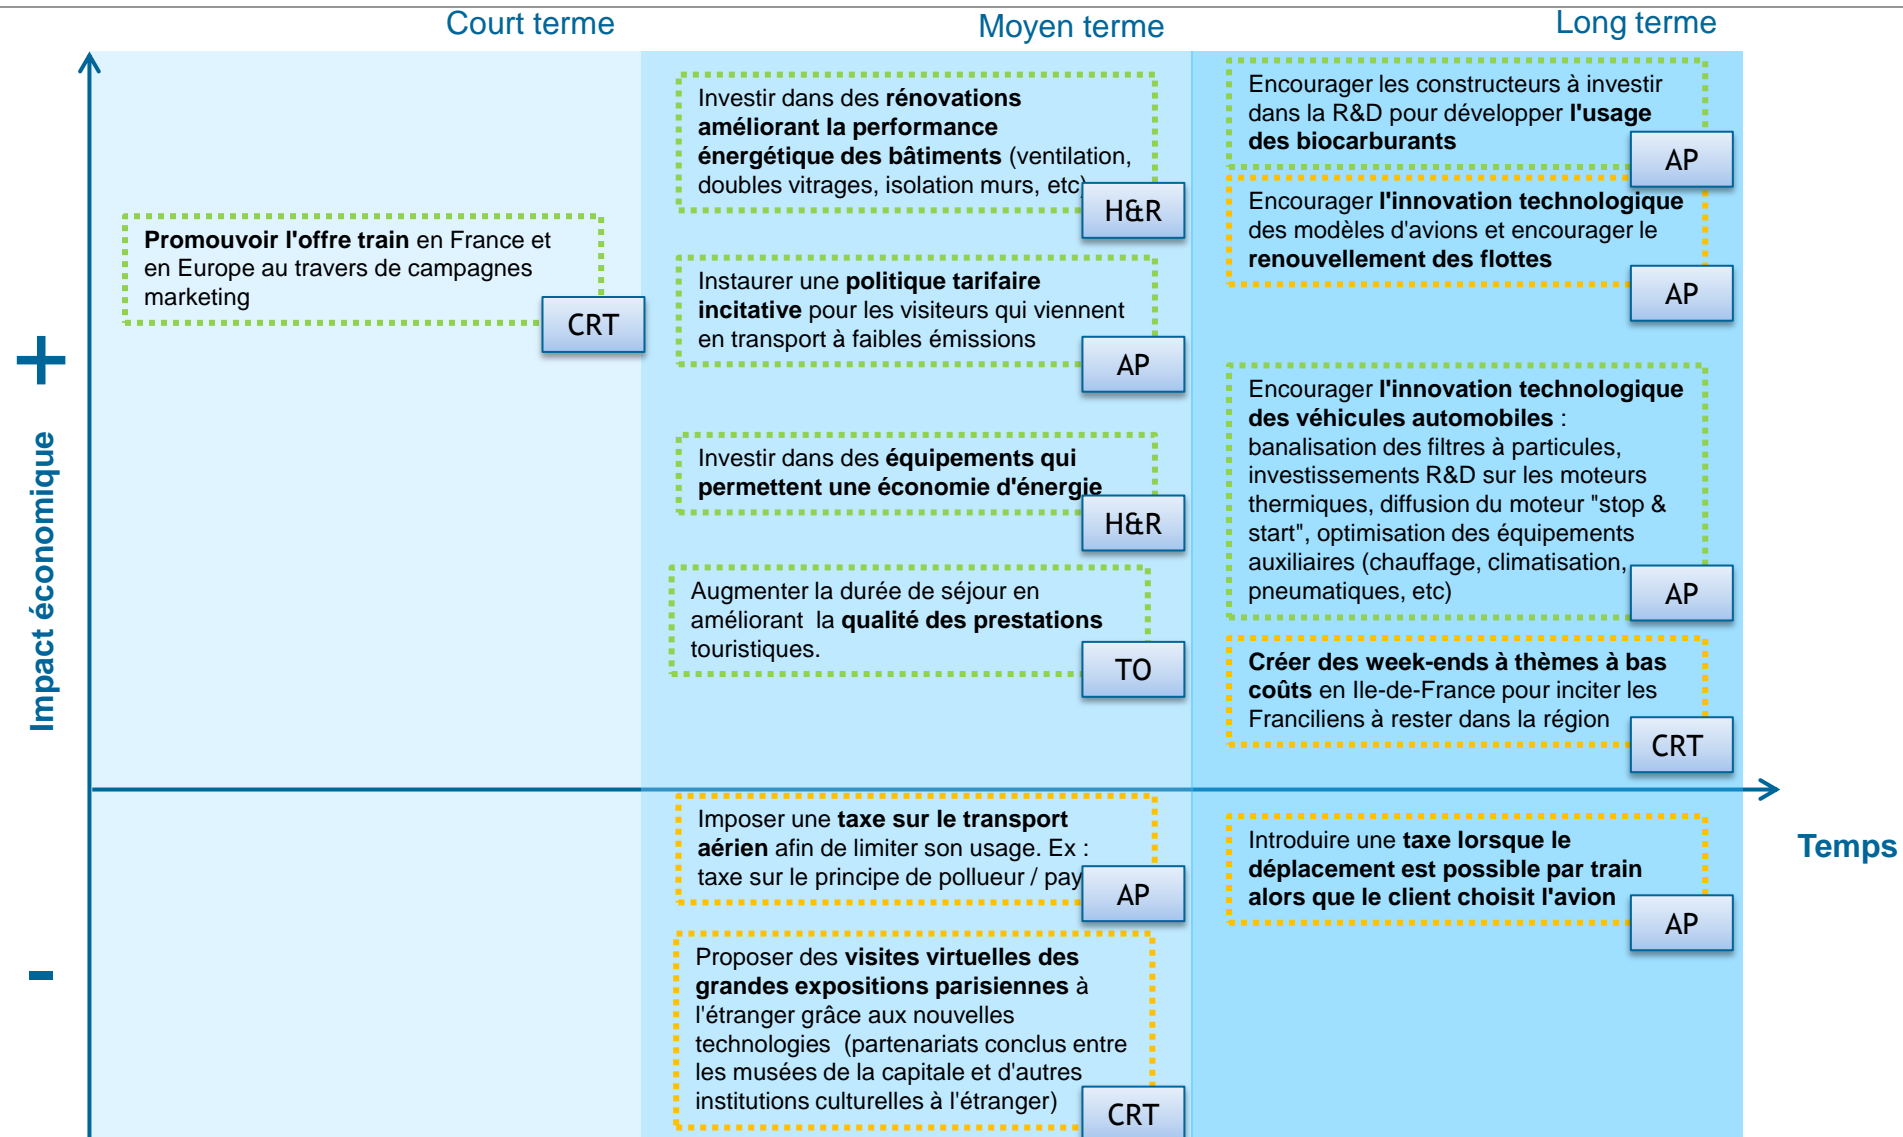 Court terme
Moyen terme
Long terme
+
Impact économique
-
Temps
Promouvoir l'offre train en France et
en Europe au travers de campagnes
marketing
CRT
Investir dans des rénovations
améliorant la performance
énergétique des bâtiments (ventilation,
doubles vitrages, isolation murs, etc)
H&R
Instaurer une politique tarifaire
incitative pour les visiteurs qui viennent
en transport à faibles émissions
AP
Investir dans des équipements qui
permettent une économie d'énergie
H&R
Augmenter la durée de séjour en
améliorant la qualité des prestations
touristiques.
TO
Imposer une taxe sur le transport
aérien afin de limiter son usage. Ex :
taxe sur le principe de pollueur / pay
AP
Proposer des visites virtuelles des
grandes expositions parisiennes à
l'étranger grâce aux nouvelles
technologies (partenariats conclus entre
les musées de la capitale et d'autres
institutions culturelles à l'étranger)
CRT
Encourager les constructeurs à investir
dans la R&D pour développer l'usage
des biocarburants
AP
Encourager l'innovation technologique
des modèles d'avions et encourager le
renouvellement des flottes
AP
Encourager l'innovation technologique
des véhicules automobiles :
banalisation des filtres à particules,
investissements R&D sur les moteurs
thermiques, diffusion du moteur "stop &
start", optimisation des équipements
auxiliaires (chauffage, climatisation,
pneumatiques, etc)
AP
Créer des week-ends à thèmes à bas
coûts en Ile-de-France pour inciter les
Franciliens à rester dans la région
CRT
Introduire une taxe lorsque le
déplacement est possible par train
alors que le client choisit l'avion
AP